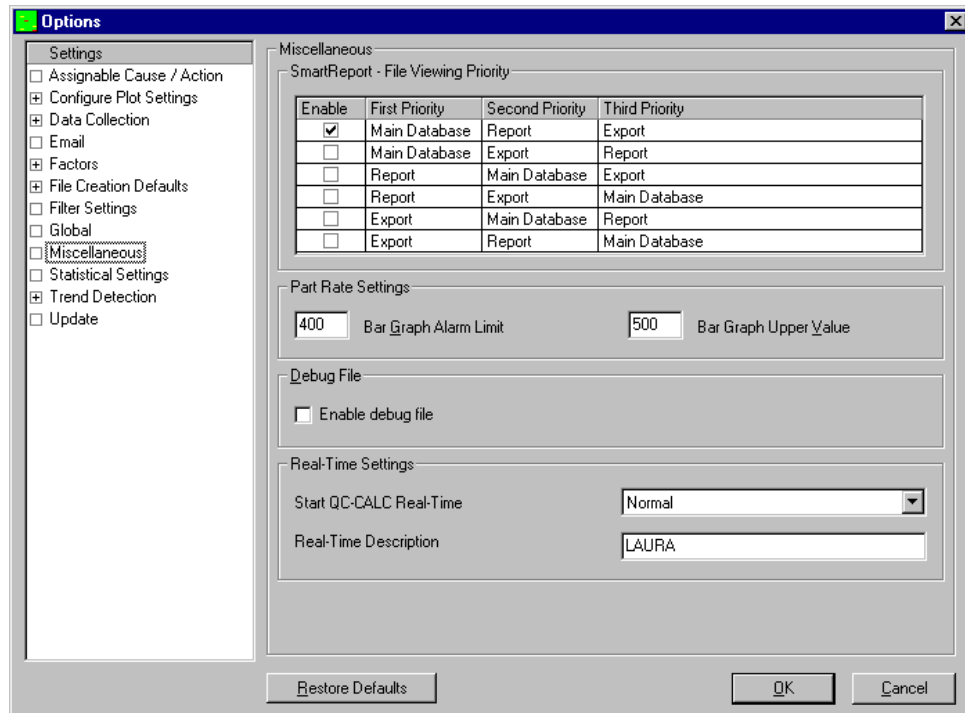 Options
Settings
Assignable Cause / Action
Configure Plot Settings
Data Collection
Email
Factors
File Creation Defaults
Filter Settings
Global
Miscellaneous
Statistical Settings
Trend Detection
Update
Miscellaneous
SmartReport - File Viewing Priority
Enable First Priority Second Priority Third Priority
Main Database Report Export
Main Database Export Report
Report Main Database Export
Report Export Main Database
Export Main Database Report
Export Report Main Database
Part Rate Settings
400 Bar Graph Alarm Limit 500 Bar Graph Upper Value
Debug File
Enable debug file
Real-Time Settings
Start QC-CALC Real-Time Normal
Real-Time Description LAURA
Restore Defaults OK Cancel